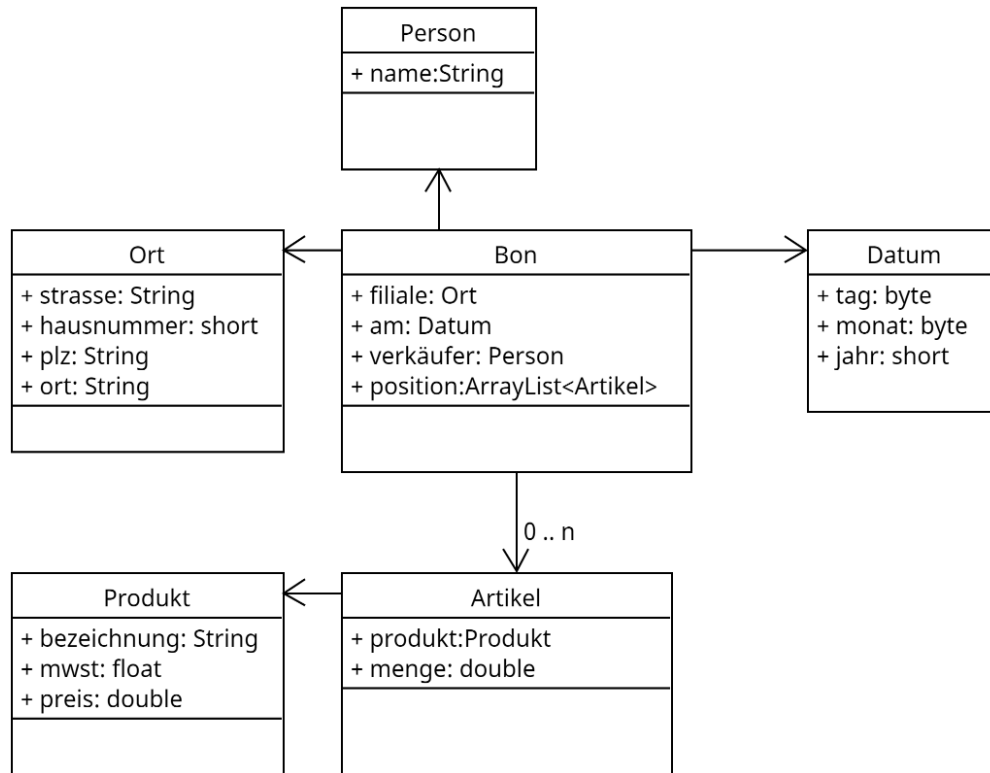 Person
+ name:String
Ort
+ strasse: String
+ hausnummer: short
+ plz: String
+ ort: String
Bon
+ filiale: Ort
+ am: Datum
+ verkäufer: Person
+ position:ArrayList<Artikel>
Datum
+ tag: byte
+ monat: byte
+ jahr: short
0 .. n
Produkt
+ bezeichnung: String
+ mwst: float
+ preis: double
Artikel
+ produkt:Produkt
+ menge: double